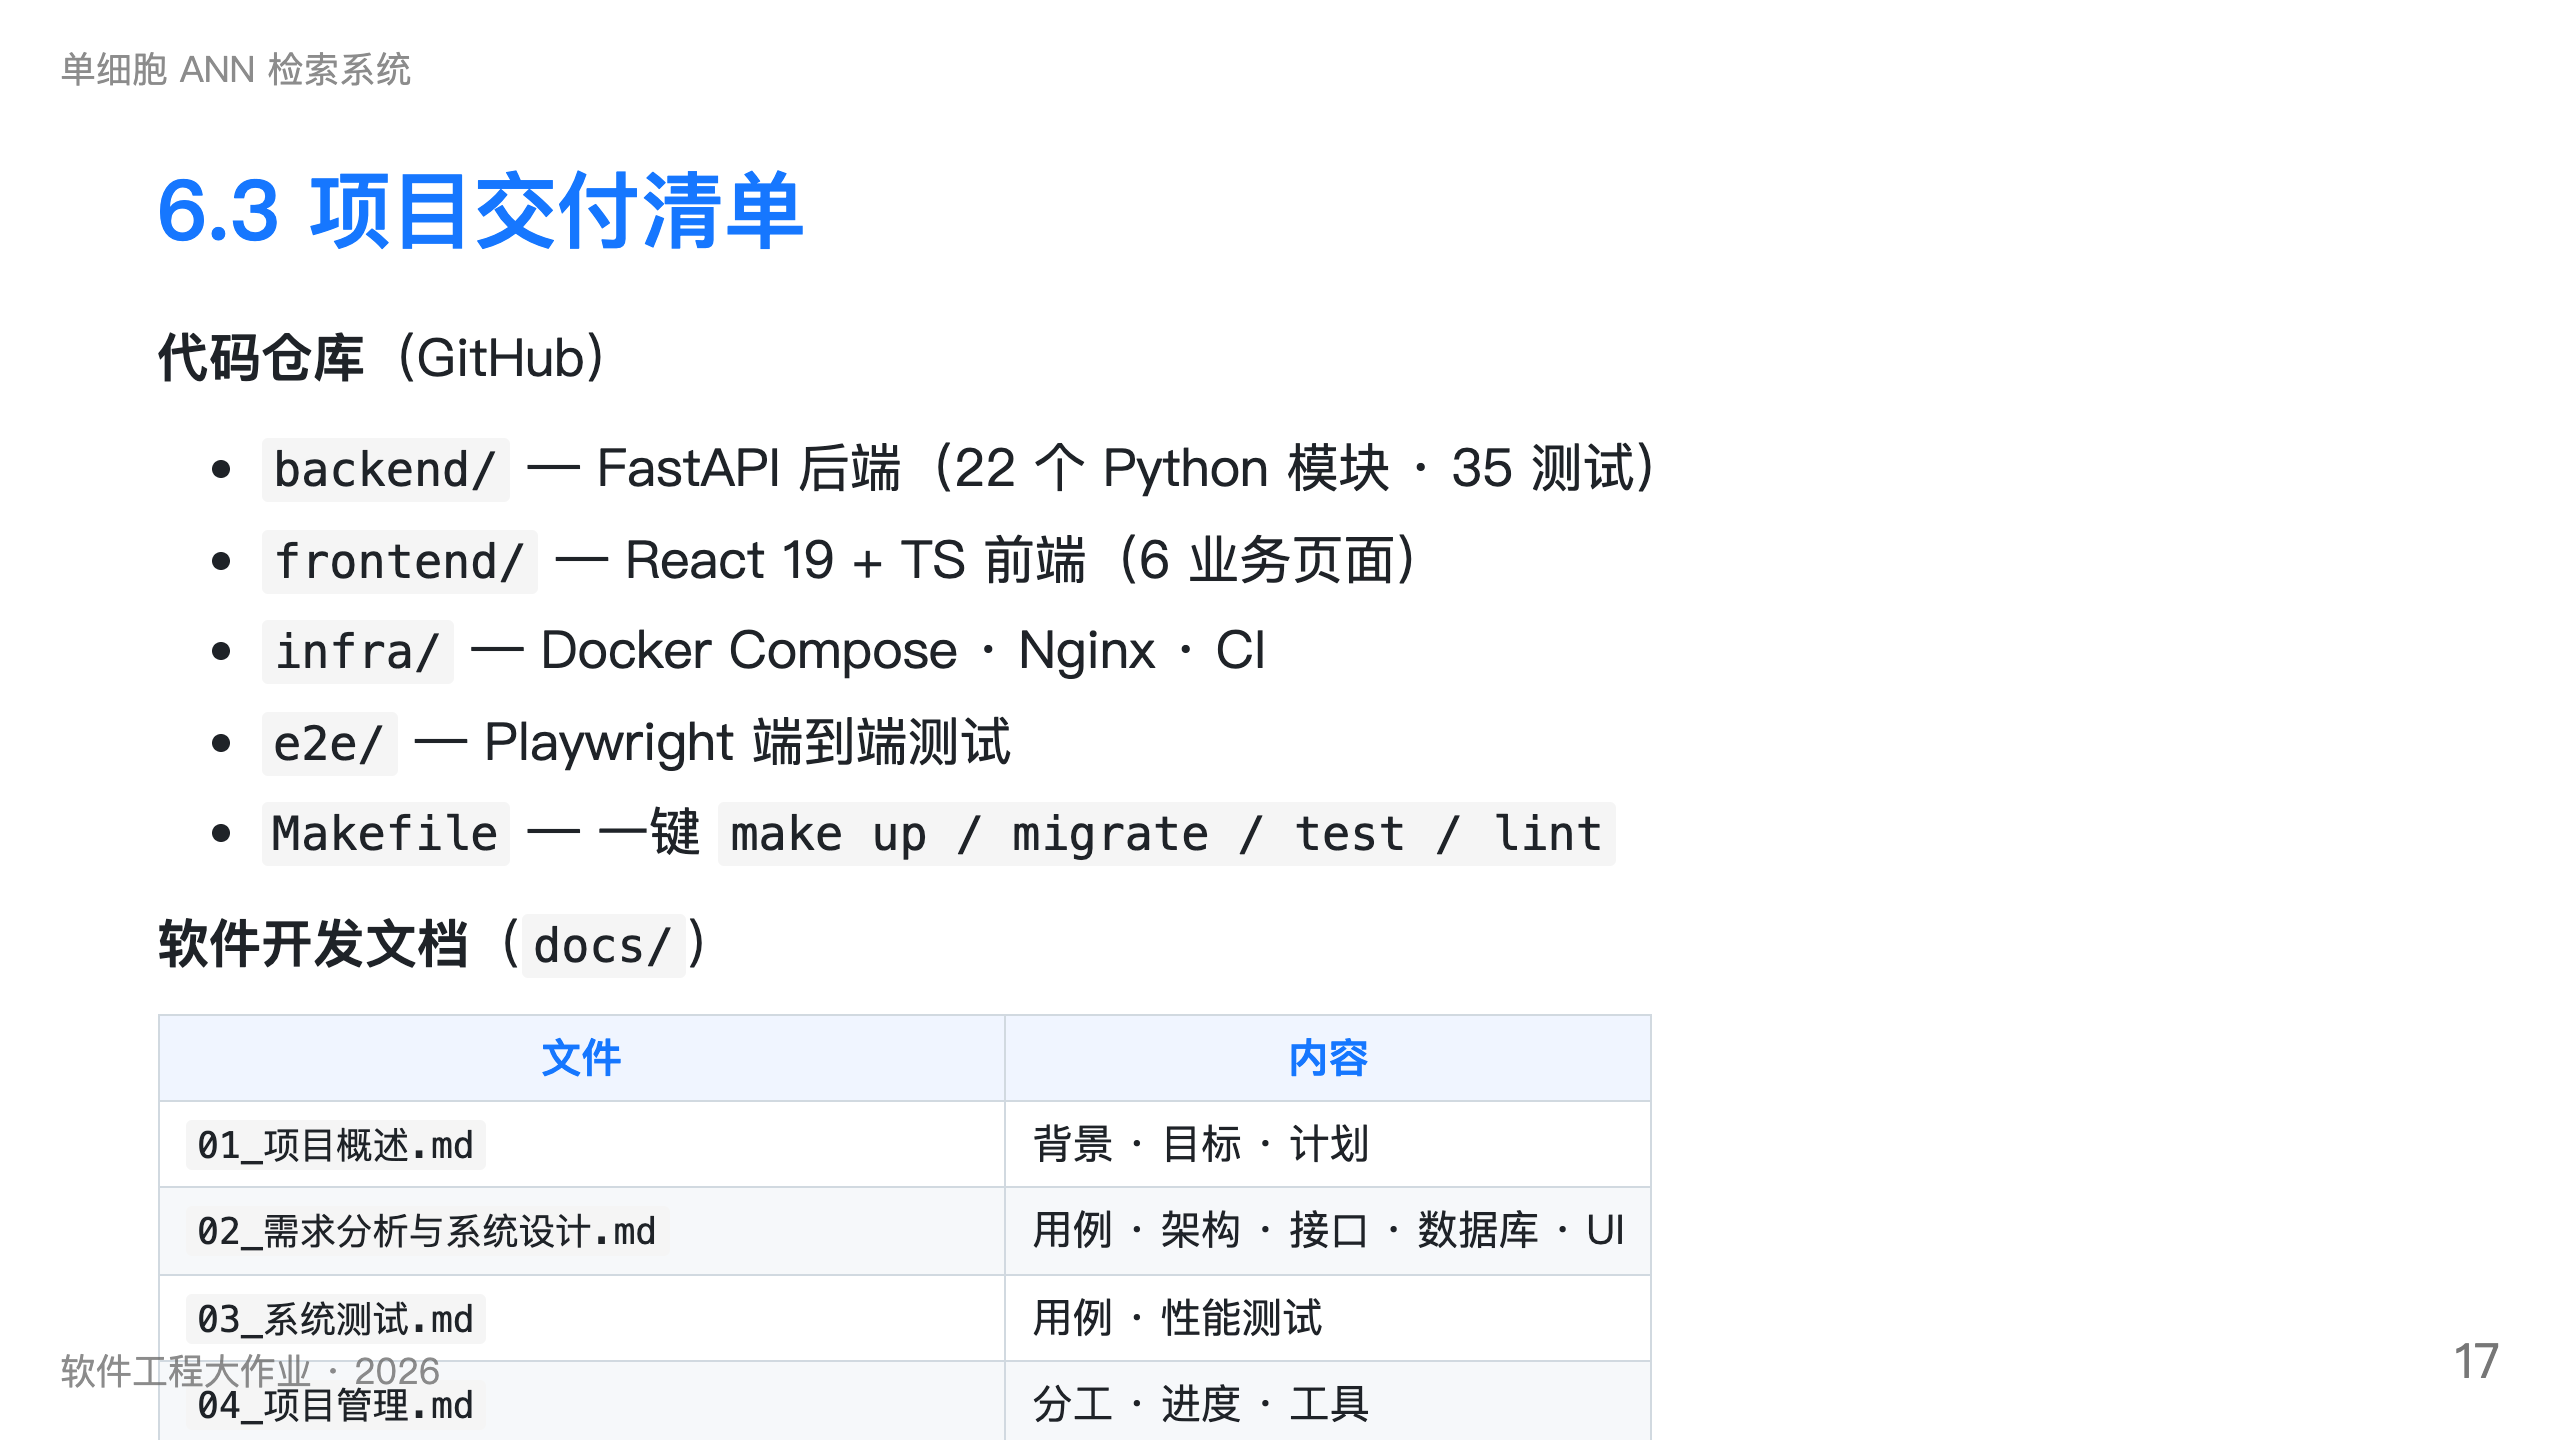 单细胞 ANN 检索系统
6.3 项目交付清单
代码仓库（GitHub）
• backend/ — FastAPI 后端（22 个 Python 模块 · 35 测试）
• frontend/ — React 19 + TS 前端（6 业务页面）
• infra/ — Docker Compose · Nginx · CI
• e2e/ — Playwright 端到端测试
• Makefile — 一键 make up / migrate / test / lint
软件开发文档（docs/）
文件 内容
01_项目概述.md 背景 · 目标 · 计划
02_需求分析与系统设计.md 用例 · 架构 · 接口 · 数据库 · UI
03_系统测试.md 用例 · 性能测试
04_项目管理.md 分工 · 进度 · 工具
软件工程大作业 · 2026
17